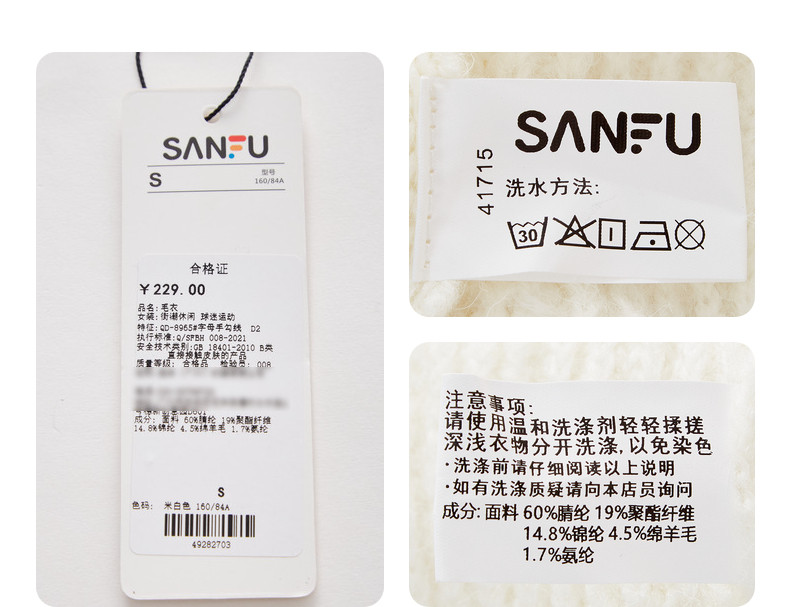 SANFU
S
型号
160/84A
合格证
￥229.00
品名:毛衣
女装:街潮休闲 球迷运动
特征:QD-8965#字母手勾线 D2
执行标准:Q/SFBH 008-2021
安全技术类别:GB 18401-2010 B类
直接接触皮肤的产品
质量等级: 合格品 检验员: 008
成分: 面料 60%腈纶 19%聚酯纤维
14.8%锦纶 4.5%绵羊毛 1.7%氨纶
S
色码: 米白色 160/84A
49282703
SANFU
41715
洗水方法:
30
注意事项:
请使用温和洗涤剂轻轻揉搓
深浅衣物分开洗涤,以免染色
·洗涤前请仔细阅读以上说明
·如有洗涤质疑请向本店员询问
成分: 面料 60%腈纶 19%聚酯纤维
14.8%锦纶 4.5%绵羊毛
1.7%氨纶